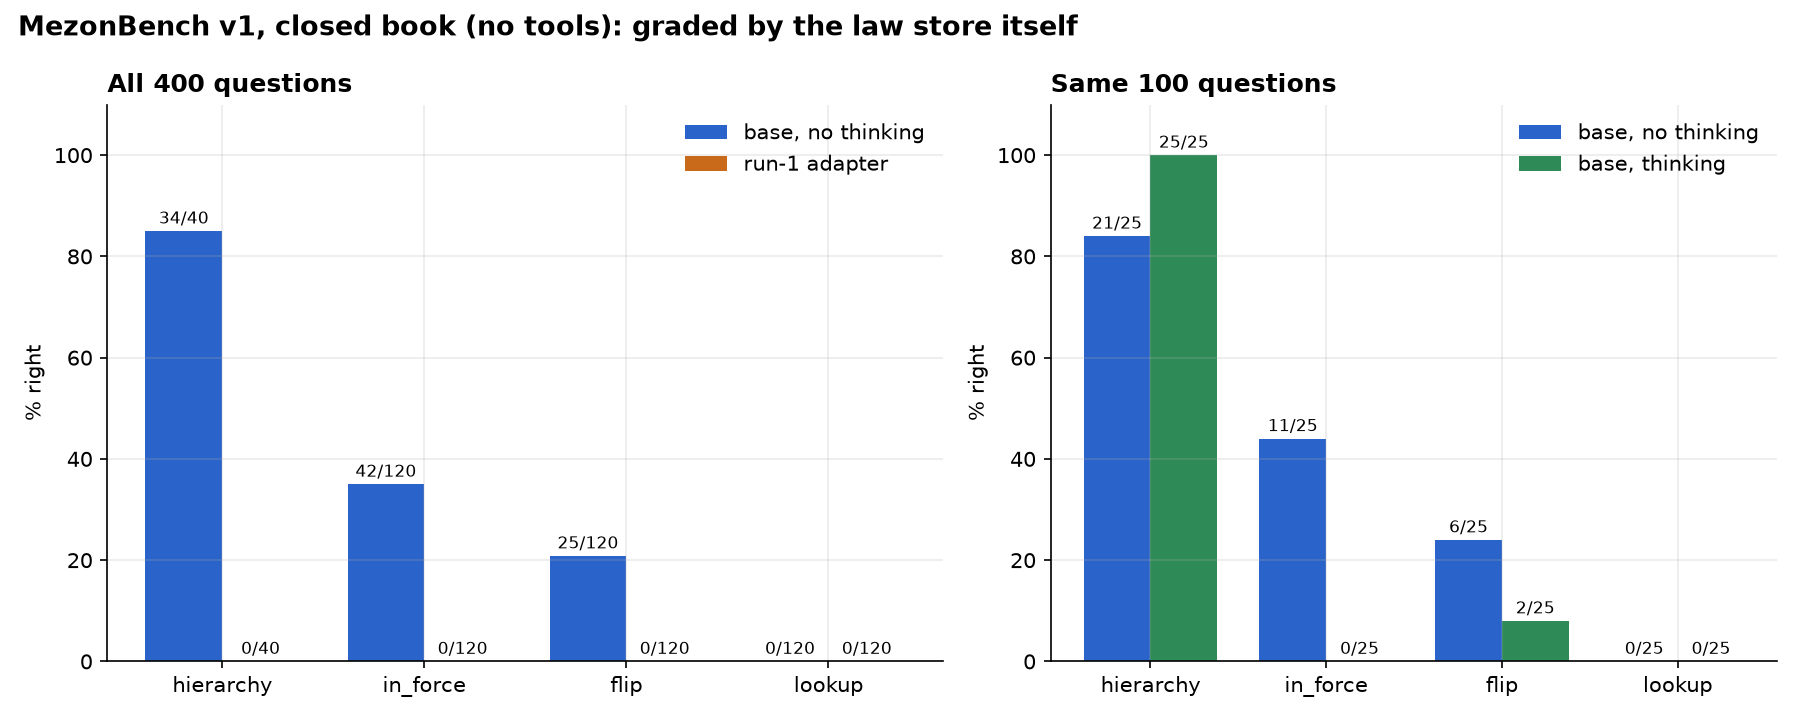 MezonBench v1, closed book (no tools): graded by the law store itself
All 400 questions
base, no thinking
run-1 adapter
% right
100
80
60
40
20
0
34/40
0/40
42/120
0/120
25/120
0/120
0/120
0/120
hierarchy
in_force
flip
lookup
Same 100 questions
base, no thinking
base, thinking
% right
100
80
60
40
20
0
21/25
25/25
11/25
0/25
6/25
2/25
0/25
0/25
hierarchy
in_force
flip
lookup